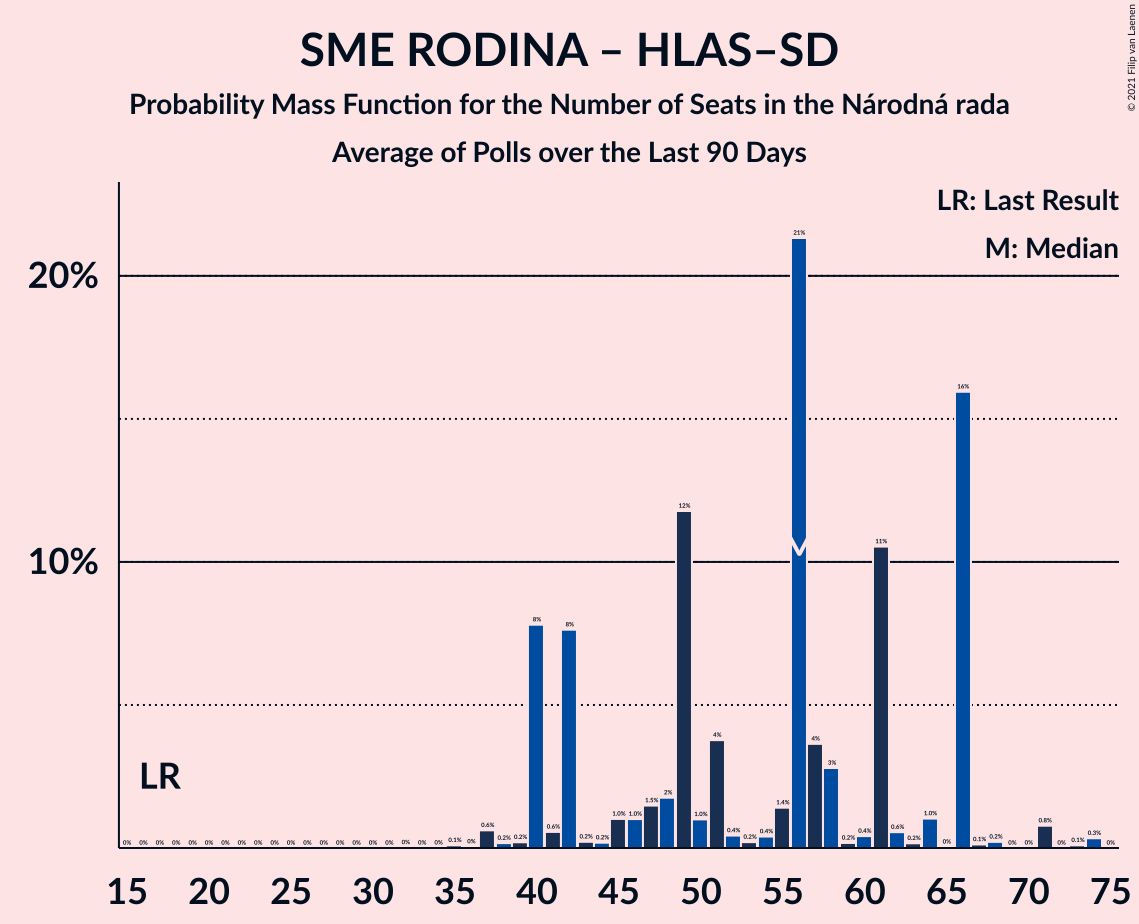 SME RODINA – HLAS–SD
Probability Mass Function for the Number of Seats in the Národná rada
Average of Polls over the Last 90 Days
© 2021 Filip van Laenen
LR: Last Result
M: Median
20%
10%
LR
0% 0% 0% 0% 0% 0% 0% 0% 0% 0% 0% 0% 0% 0% 0% 0% 0% 0% 0% 0% 0.1% 0% 0.6% 0.2% 0.2% 8% 0.6% 8% 0.2% 0.2% 1.0% 1.0% 1.5% 2% 12% 1.0% 4% 0.4% 0.2% 0.4% 1.4% 21% 4% 3% 0.2% 0.4% 11% 0.6% 0.2% 1.0% 0% 16% 0.1% 0.2% 0% 0% 0.8% 0% 0.1% 0.3% 0%
15 20 25 30 35 40 45 50 55 60 65 70 75